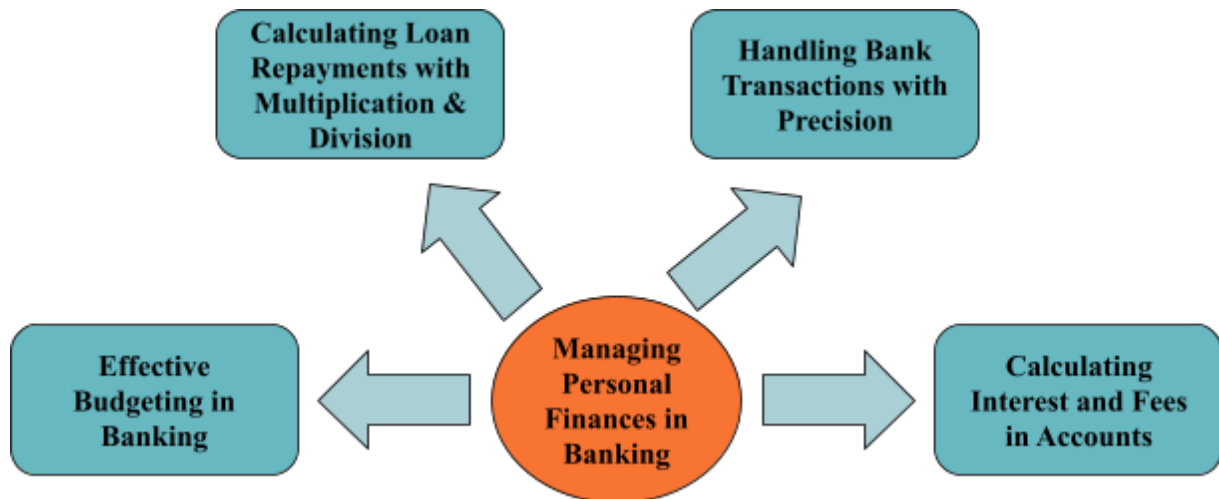 Calculating Loan
Repayments with
Multiplication &
Division
Handling Bank
Transactions with
Precision
Effective
Budgeting in
Banking
Managing
Personal
Finances in
Banking
Calculating
Interest and Fees
in Accounts